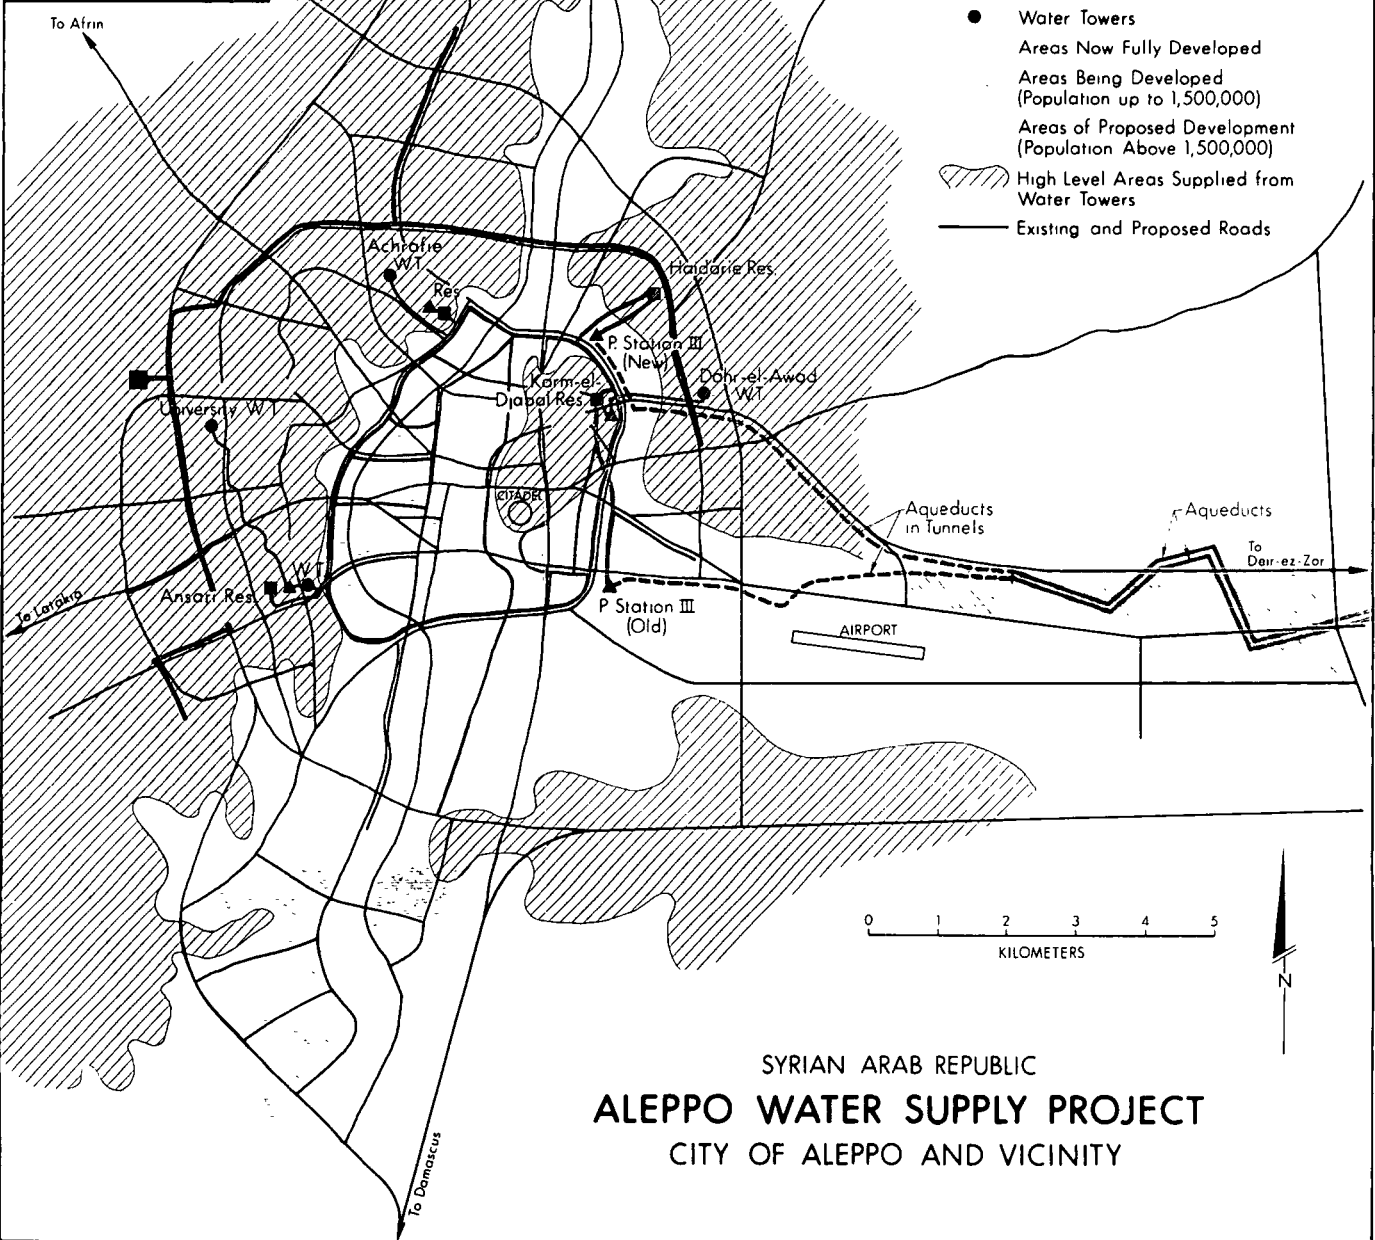 To Afrin
Water Towers
Areas Now Fully Developed
Areas Being Developed
(Population up to 1,500,000)
Areas of Proposed Development
(Population Above 1,500,000)
High Level Areas Supplied from
Water Towers
Existing and Proposed Roads
Achrafie
W.T.
Res.
Haidarie Res.
P. Station III
(New)
Karm-el-
Djabal Res.
Dahr-el-Awad
W.T.
University W.T.
CITADEL
Aqueducts
in Tunnels
Aqueducts
To
Deir-ez-Zor
W.T.
Ansari Res.
To Latakia
P. Station III
(Old)
AIRPORT
0 1 2 3 4 5
KILOMETERS
N
SYRIAN ARAB REPUBLIC
ALEPPO WATER SUPPLY PROJECT
CITY OF ALEPPO AND VICINITY
To Damascus